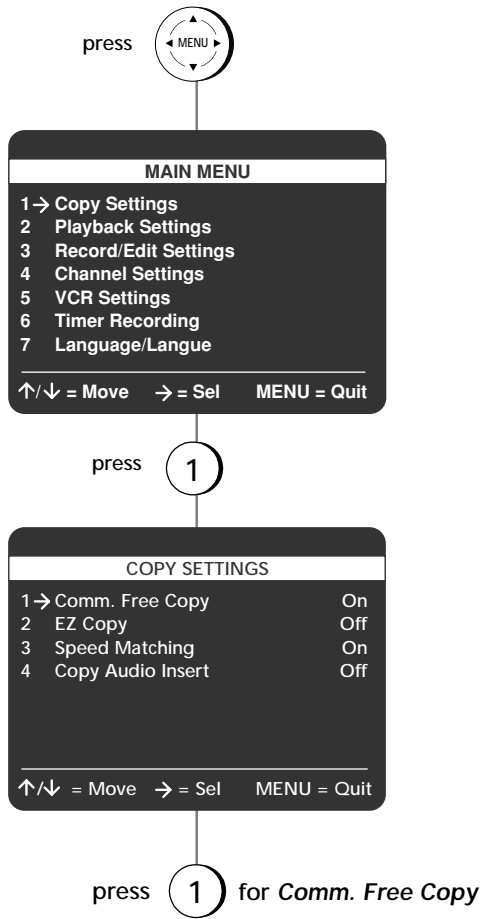 press ◄ MENU ►
MAIN MENU
1→ Copy Settings
2 Playback Settings
3 Record/Edit Settings
4 Channel Settings
5 VCR Settings
6 Timer Recording
7 Language/Langue
↑/↓ = Move → = Sel MENU = Quit
press 1
COPY SETTINGS
1→ Comm. Free Copy On
2 EZ Copy Off
3 Speed Matching On
4 Copy Audio Insert Off
↑/↓ = Move → = Sel MENU = Quit
press 1 for Comm. Free Copy